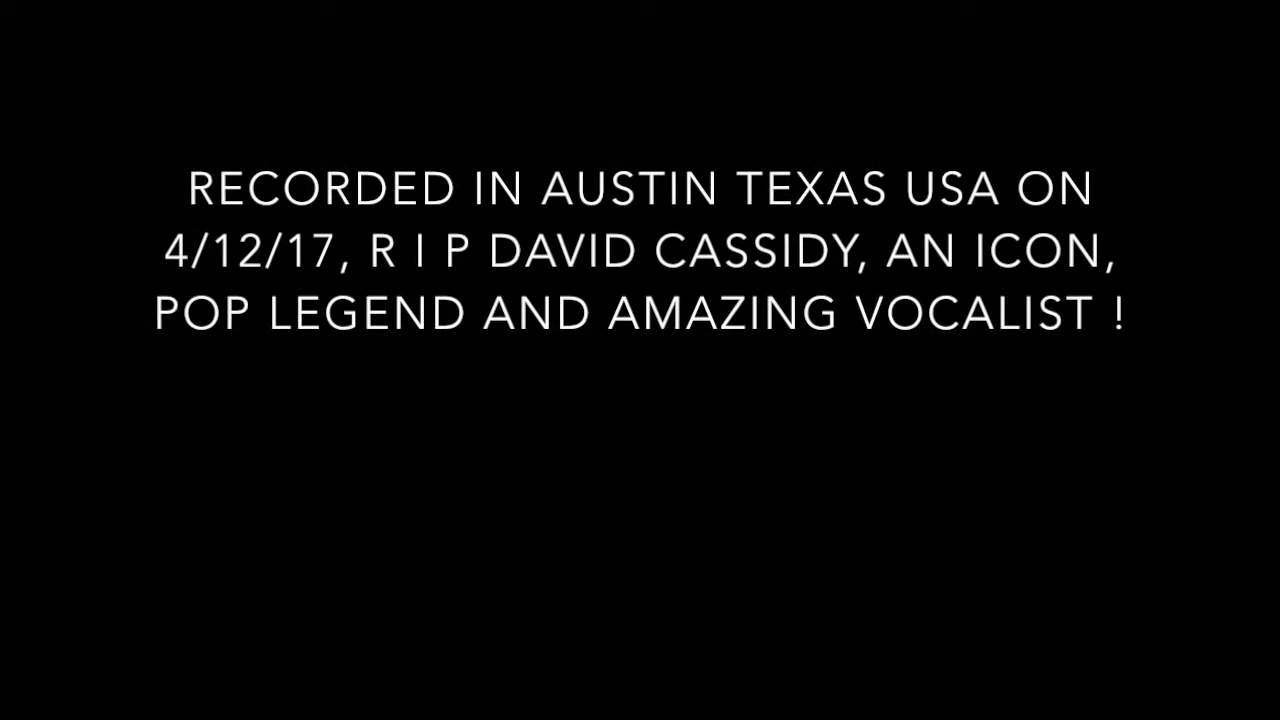 RECORDED IN AUSTIN TEXAS USA ON
4/12/17, R I P DAVID CASSIDY, AN ICON,
POP LEGEND AND AMAZING VOCALIST !